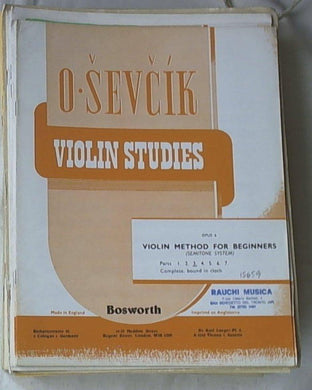 O·ŠEVČÍK
VIOLIN STUDIES
OPUS 6
VIOLIN METHOD FOR BEGINNERS
(SEMITONE SYSTEM)
Parts 1. 2. 3. 4. 5. 6. 7.
Complete, bound in cloth
15659
RAUCHI MUSICA
Made in England
Bosworth
Imprimé en Angleterre